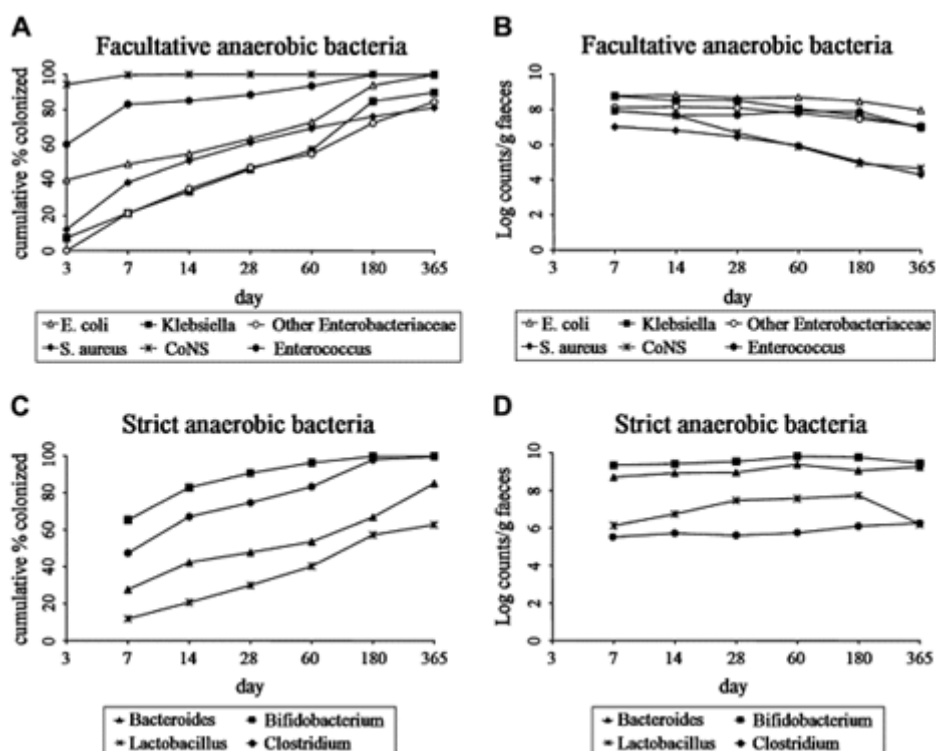 A
Facultative anaerobic bacteria
cumulative % colonized
100
80
60
40
20
0
3 7 14 28 60 180 365
day
E. coli Klebsiella Other Enterobacteriaceae
S. aureus CoNS Enterococcus
B
Facultative anaerobic bacteria
Log counts/g faeces
10
8
6
4
2
0
3 7 14 28 60 180 365
day
E. coli Klebsiella Other Enterobacteriaceae
S. aureus CoNS Enterococcus
C
Strict anaerobic bacteria
cumulative % colonized
100
80
60
40
20
0
3 7 14 28 60 180 365
day
Bacteroides Bifidobacterium
Lactobacillus Clostridium
D
Strict anaerobic bacteria
Log counts/g faeces
10
8
6
4
2
0
3 7 14 28 60 180 365
day
Bacteroides Bifidobacterium
Lactobacillus Clostridium